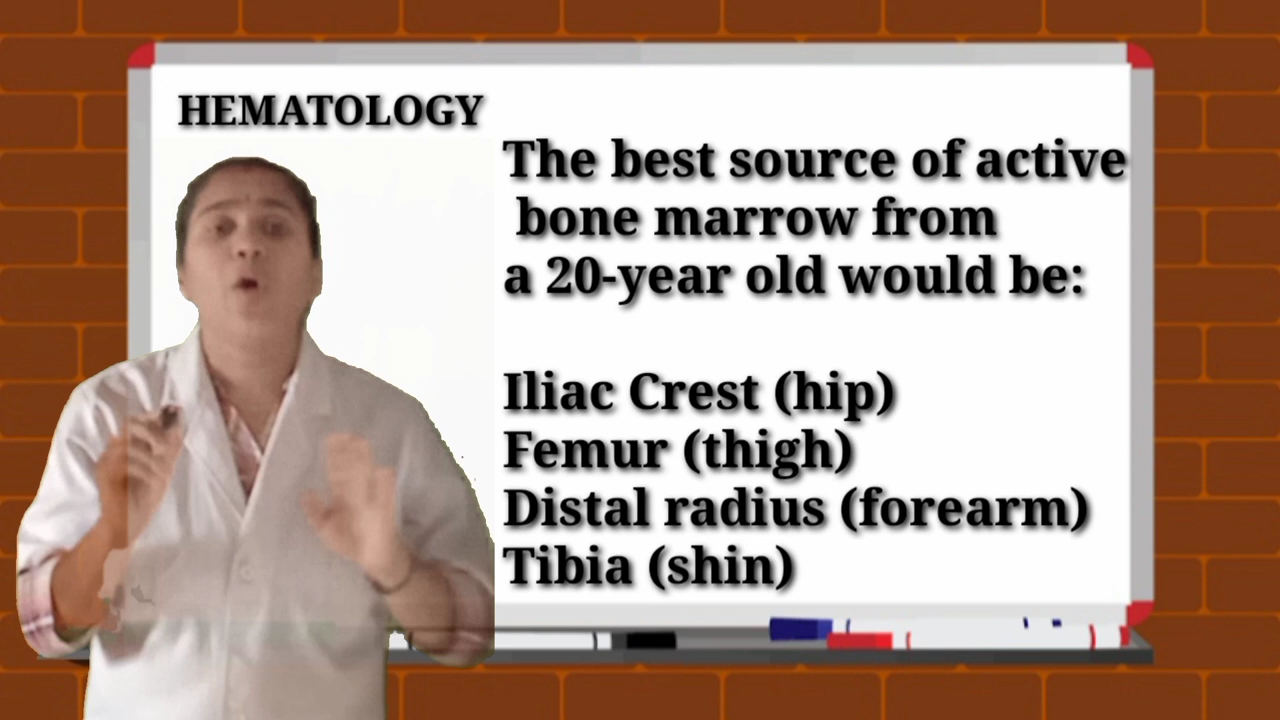 HEMATOLOGY
The best source of active
bone marrow from
a 20-year old would be:
Iliac Crest (hip)
Femur (thigh)
Distal radius (forearm)
Tibia (shin)